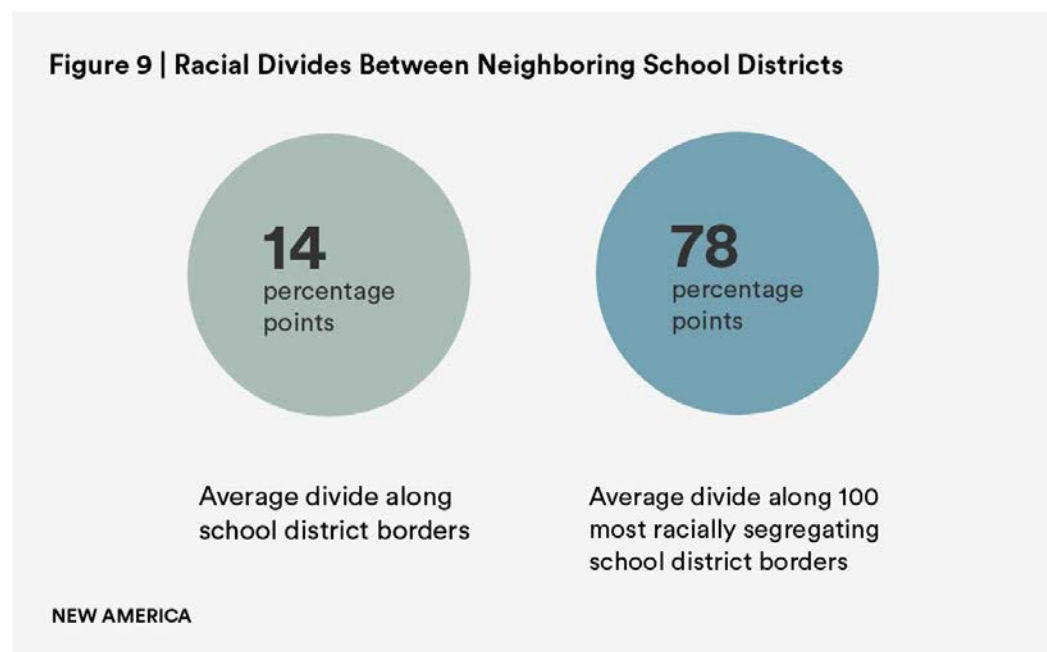 Figure 9 | Racial Divides Between Neighboring School Districts
14
percentage
points
78
percentage
points
Average divide along
school district borders
Average divide along 100
most racially segregating
school district borders
NEW AMERICA